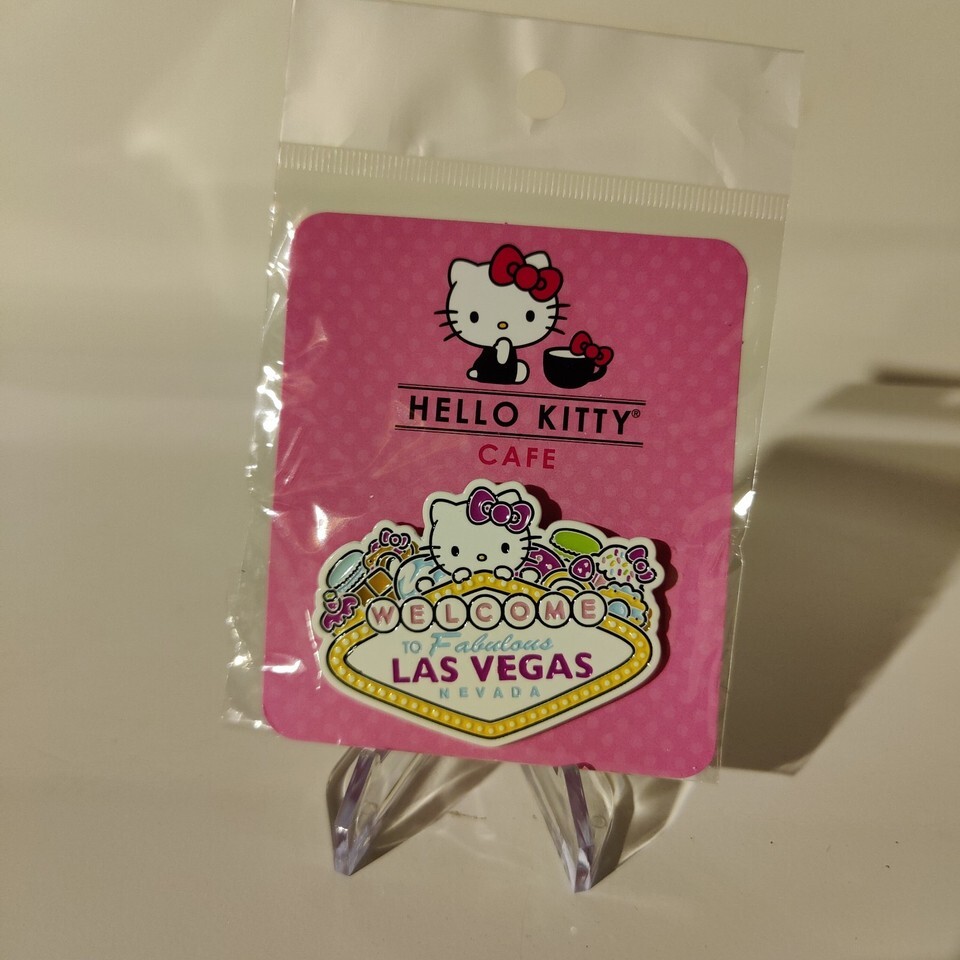 HELLO KITTY®
CAFE
WELCOME
TO Fabulous
LAS VEGAS
NEVADA